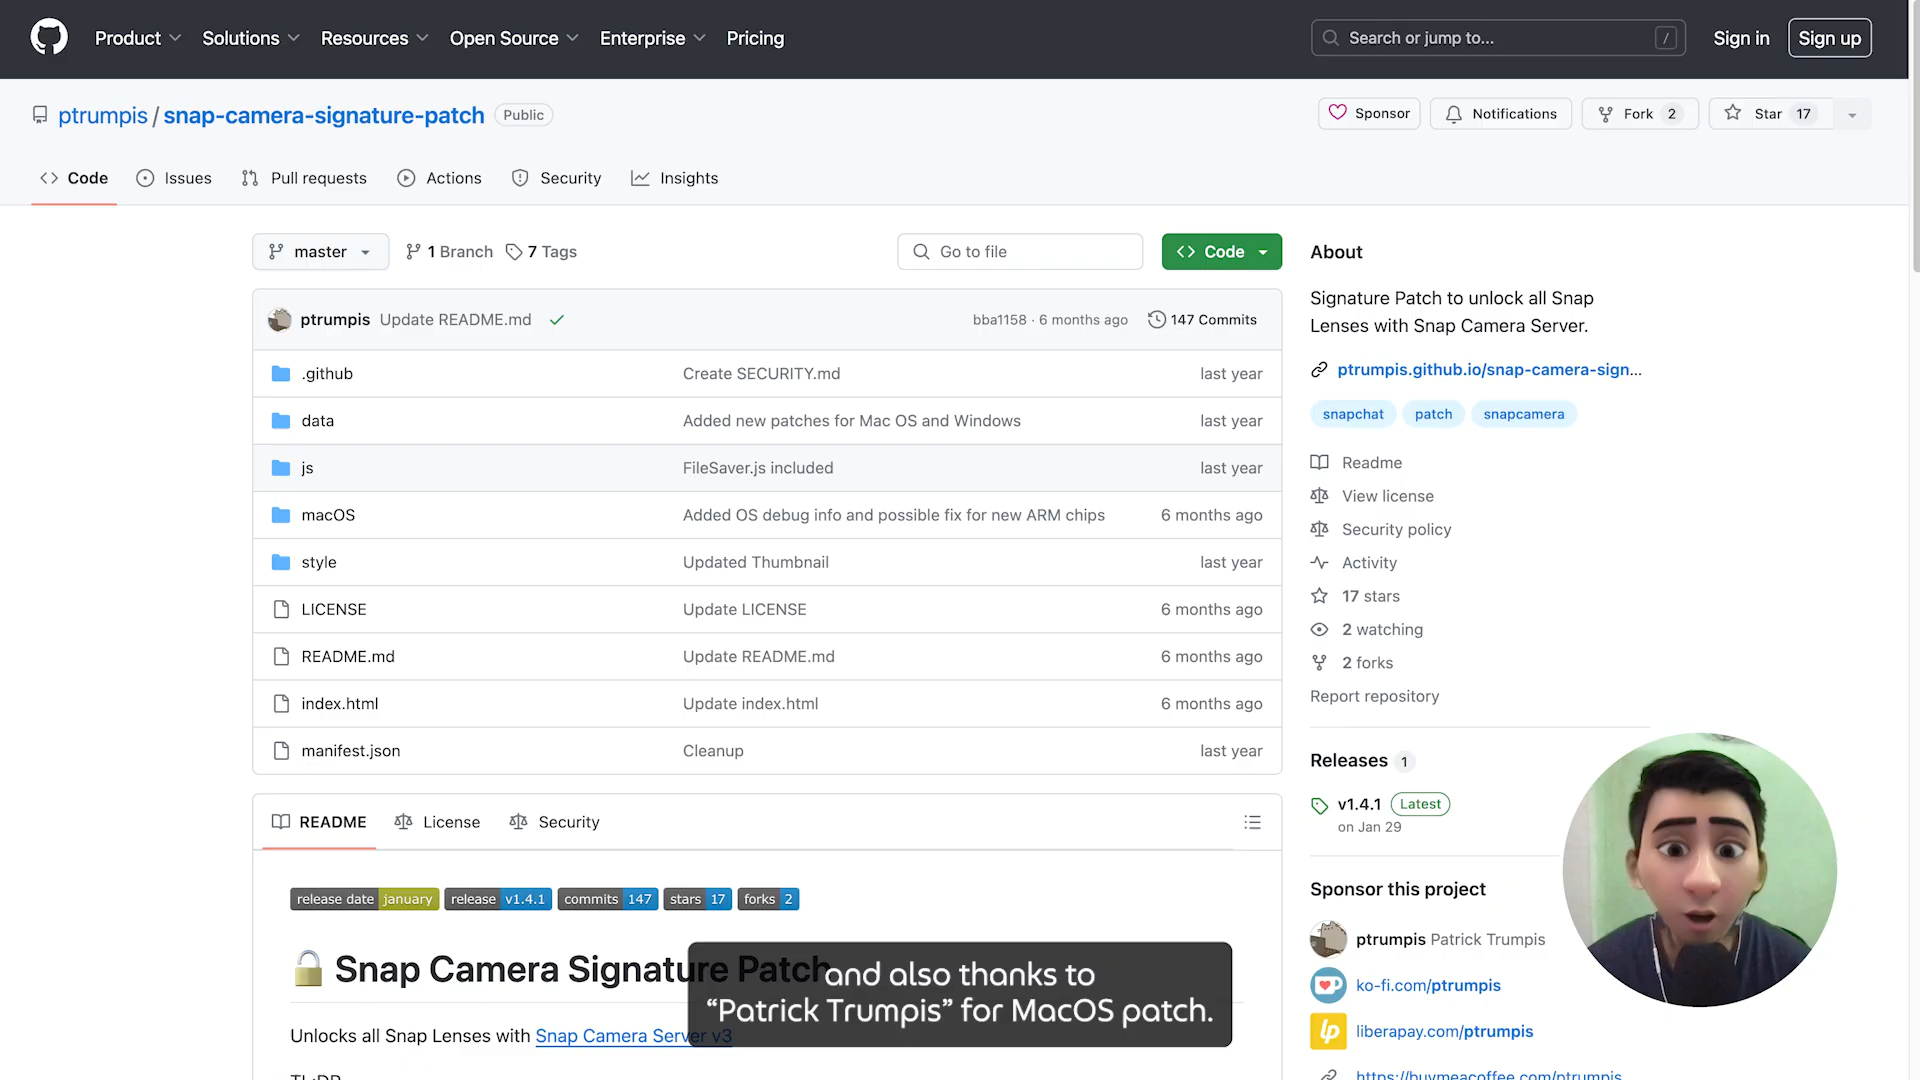 Product Solutions Resources Open Source Enterprise Pricing Search or jump to... / Sign in Sign up
ptrumpis / snap-camera-signature-patch Public Sponsor Notifications Fork 2 Star 17
Code Issues Pull requests Actions Security Insights
master 1 Branch 7 Tags Go to file Code
ptrumpis Update README.md bba1158 · 6 months ago 147 Commits
.github Create SECURITY.md last year
data Added new patches for Mac OS and Windows last year
js FileSaver.js included last year
macOS Added OS debug info and possible fix for new ARM chips 6 months ago
style Updated Thumbnail last year
LICENSE Update LICENSE 6 months ago
README.md Update README.md 6 months ago
index.html Update index.html 6 months ago
manifest.json Cleanup last year
README License Security
release date january release v1.4.1 commits 147 stars 17 forks 2
Snap Camera Signature Patch
Unlocks all Snap Lenses with Snap Camera Server v3
TL;DR
and also thanks to
“Patrick Trumpis” for MacOS patch.
About
Signature Patch to unlock all Snap
Lenses with Snap Camera Server.
ptrumpis.github.io/snap-camera-sign...
snapchat patch snapcamera
Readme
View license
Security policy
Activity
17 stars
2 watching
2 forks
Report repository
Releases 1
v1.4.1 Latest
on Jan 29
Sponsor this project
ptrumpis Patrick Trumpis
ko-fi.com/ptrumpis
lp liberapay.com/ptrumpis
https://buymeacoffee.com/ptrumpis